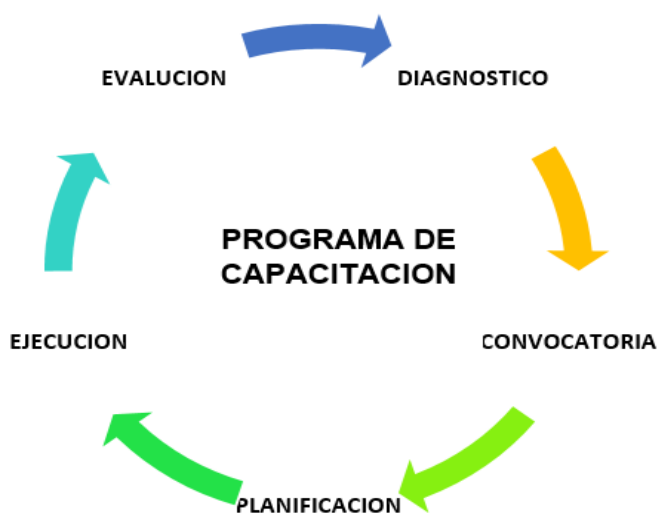 EVALUCION
DIAGNOSTICO
PROGRAMA DE
CAPACITACION
EJECUCION
CONVOCATORIA
PLANIFICACION